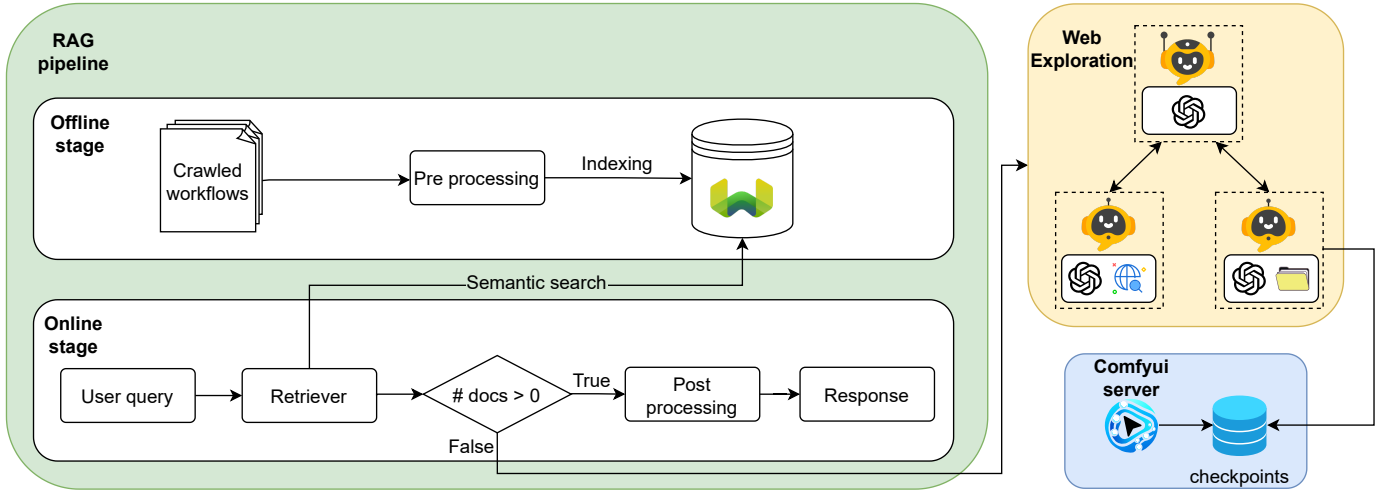 RAG
pipeline
Offline
stage
Crawled
workflows
Pre processing
Indexing
Semantic search
Online
stage
User query
Retriever
# docs > 0
True
False
Post
processing
Response
Web
Exploration
Comfyui
server
checkpoints